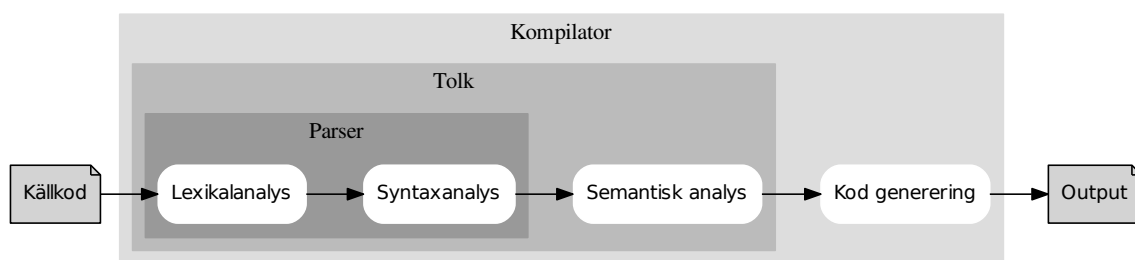 Kompilator
Tolk
Parser
Källkod
Lexikalanalys
Syntaxanalys
Semantisk analys
Kod generering
Output